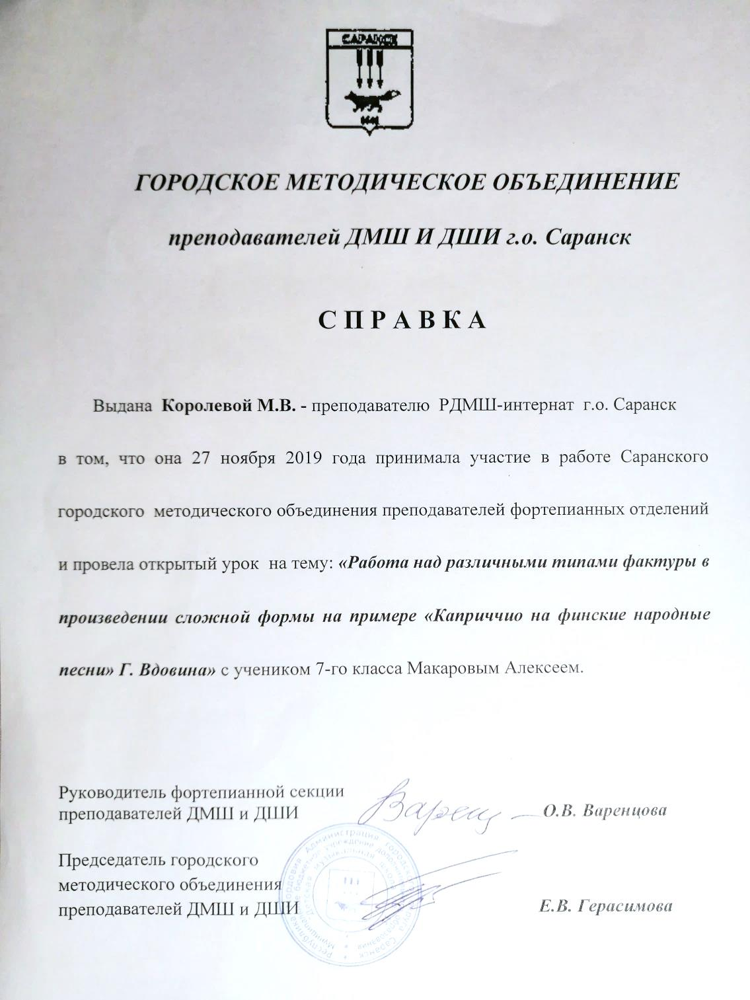 САРАНСК
1641
ГОРОДСКОЕ МЕТОДИЧЕСКОЕ ОБЪЕДИНЕНИЕ
преподавателей ДМШ И ДШИ г.о. Саранск
С П Р А В К А
Выдана Королевой М.В. - преподавателю РДМШ-интернат г.о. Саранск
в том, что она 27 ноября 2019 года принимала участие в работе Саранского
городского методического объединения преподавателей фортепианных отделений
и провела открытый урок на тему: «Работа над различными типами фактуры в
произведении сложной формы на примере «Каприччио на финские народные
песни» Г. Вдовина» с учеником 7-го класса Макаровым Алексеем.
Руководитель фортепианной секции
преподавателей ДМШ и ДШИ
О.В. Варенцова
Председатель городского
методического объединения
преподавателей ДМШ и ДШИ
Е.В. Герасимова